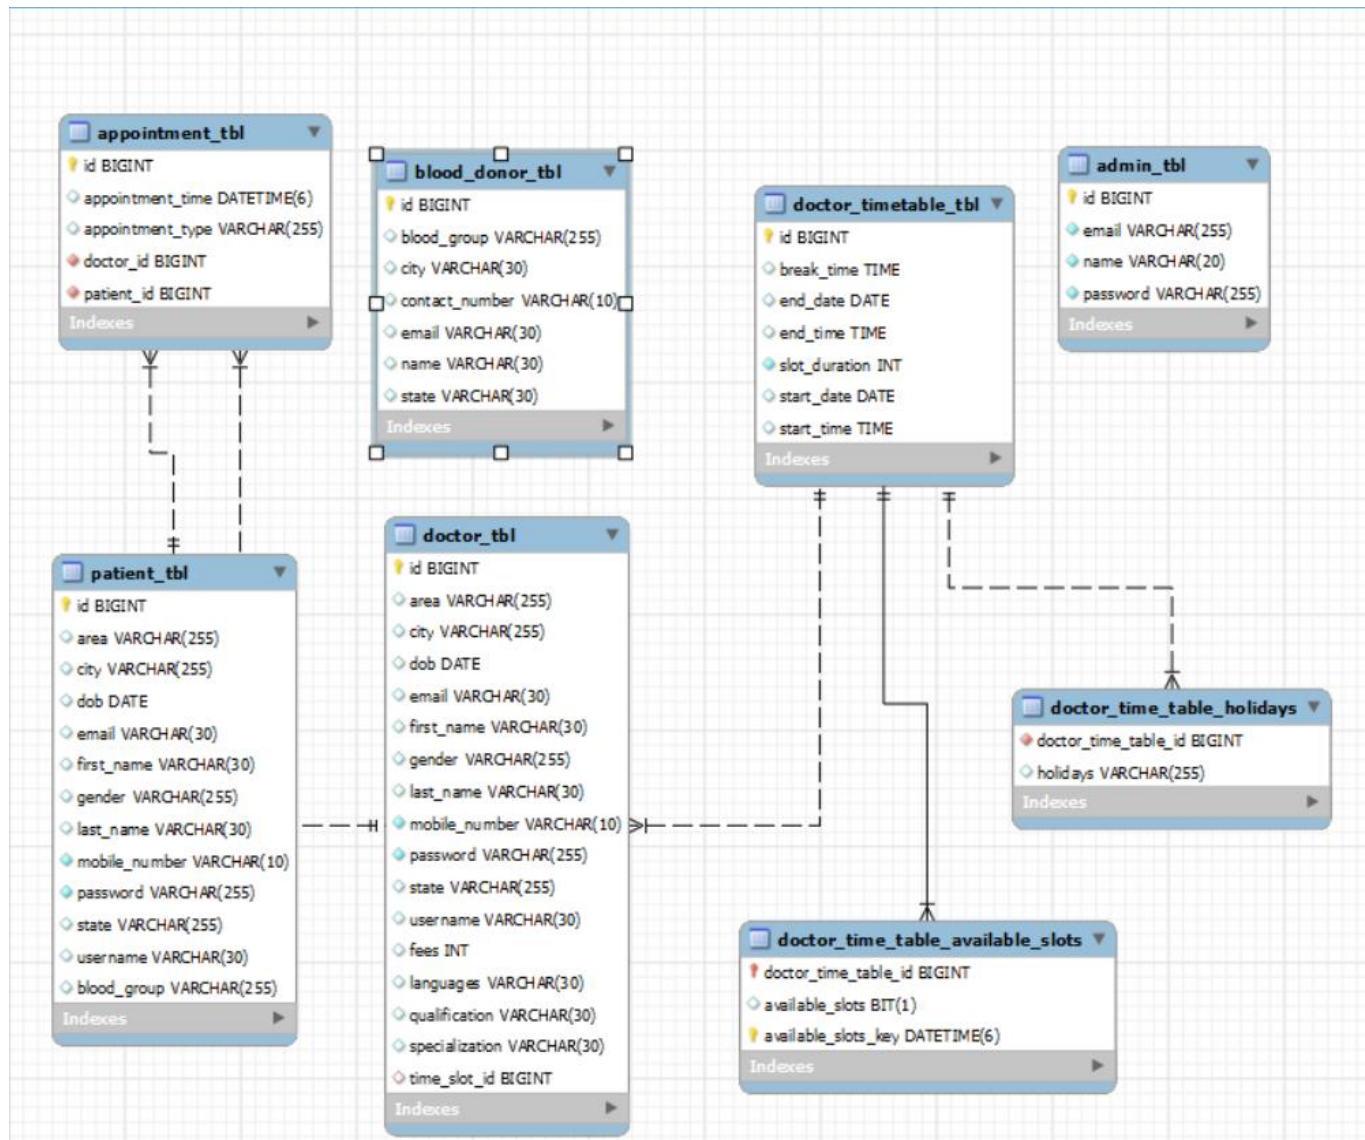 appointment_tbl
id BIGINT
appointment_time DATETIME(6)
appointment_type VARCHAR(255)
doctor_id BIGINT
patient_id BIGINT
Indexes
blood_donor_tbl
id BIGINT
blood_group VARCHAR(255)
city VARCHAR(30)
contact_number VARCHAR(10)
email VARCHAR(30)
name VARCHAR(30)
state VARCHAR(30)
Indexes
doctor_timetable_tbl
id BIGINT
break_time TIME
end_date DATE
end_time TIME
slot_duration INT
start_date DATE
start_time TIME
Indexes
admin_tbl
id BIGINT
email VARCHAR(255)
name VARCHAR(20)
password VARCHAR(255)
Indexes
patient_tbl
id BIGINT
area VARCHAR(255)
city VARCHAR(255)
dob DATE
email VARCHAR(30)
first_name VARCHAR(30)
gender VARCHAR(255)
last_name VARCHAR(30)
mobile_number VARCHAR(10)
password VARCHAR(255)
state VARCHAR(255)
username VARCHAR(30)
blood_group VARCHAR(255)
Indexes
doctor_tbl
id BIGINT
area VARCHAR(255)
city VARCHAR(255)
dob DATE
email VARCHAR(30)
first_name VARCHAR(30)
gender VARCHAR(255)
last_name VARCHAR(30)
mobile_number VARCHAR(10)
password VARCHAR(255)
state VARCHAR(255)
username VARCHAR(30)
fees INT
languages VARCHAR(30)
qualification VARCHAR(30)
specialization VARCHAR(30)
time_slot_id BIGINT
Indexes
doctor_time_table_holidays
doctor_time_table_id BIGINT
holidays VARCHAR(255)
Indexes
doctor_time_table_available_slots
doctor_time_table_id BIGINT
available_slots BIT(1)
available_slots_key DATETIME(6)
Indexes